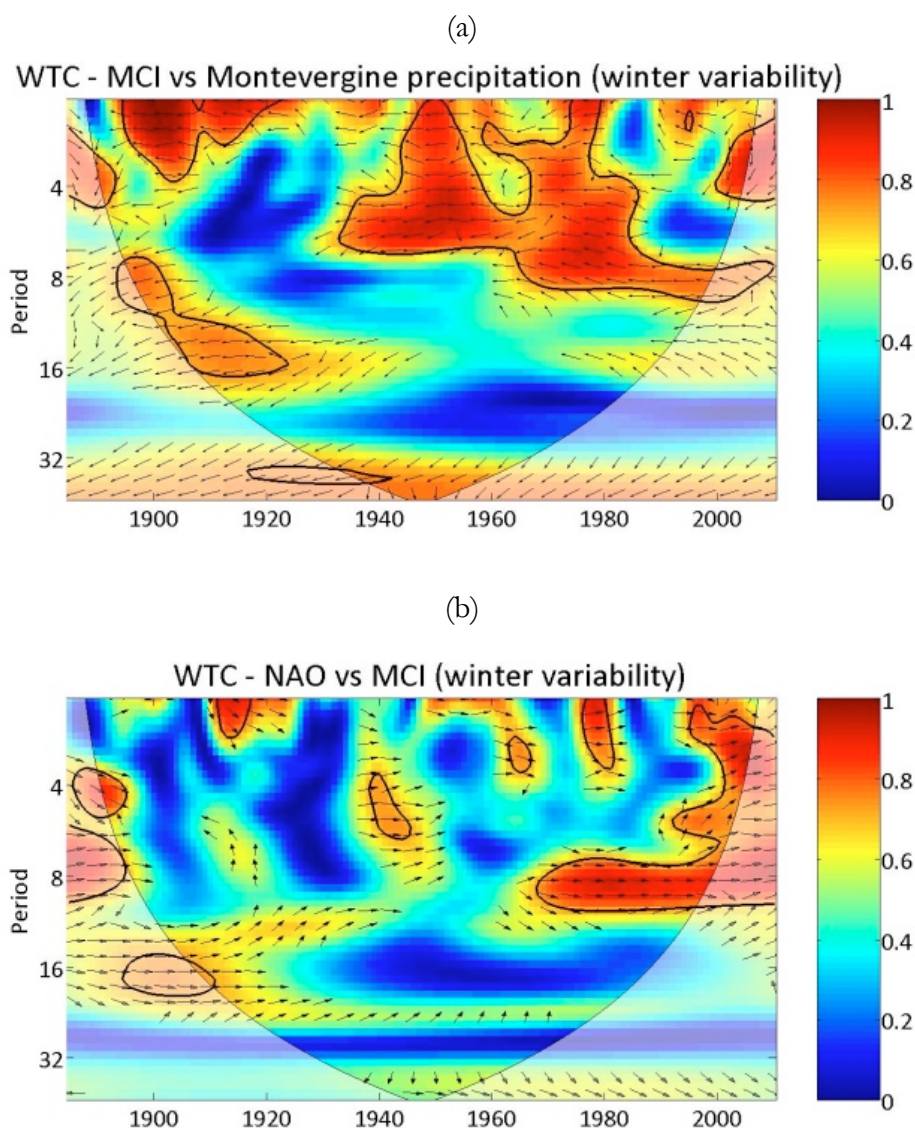 (a)
WTC - MCI vs Montevergine precipitation (winter variability)
Period
4
8
16
32
1900 1920 1940 1960 1980 2000
1
0.8
0.6
0.4
0.2
0
(b)
WTC - NAO vs MCI (winter variability)
Period
4
8
16
32
1900 1920 1940 1960 1980 2000
1
0.8
0.6
0.4
0.2
0